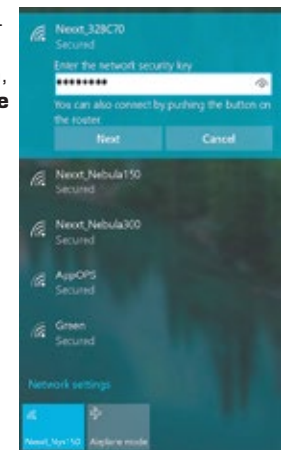 ,
e
Nexxt_328C70
Secured
Enter the network security key
••••••••
You can also connect by pushing the button on
the router.
Next
Cancel
Nexxt_Nebula150
Secured
Nexxt_Nebula300
Secured
AppOPS
Secured
Green
Secured
Network settings
Nexxt_Nyx150
Airplane mode